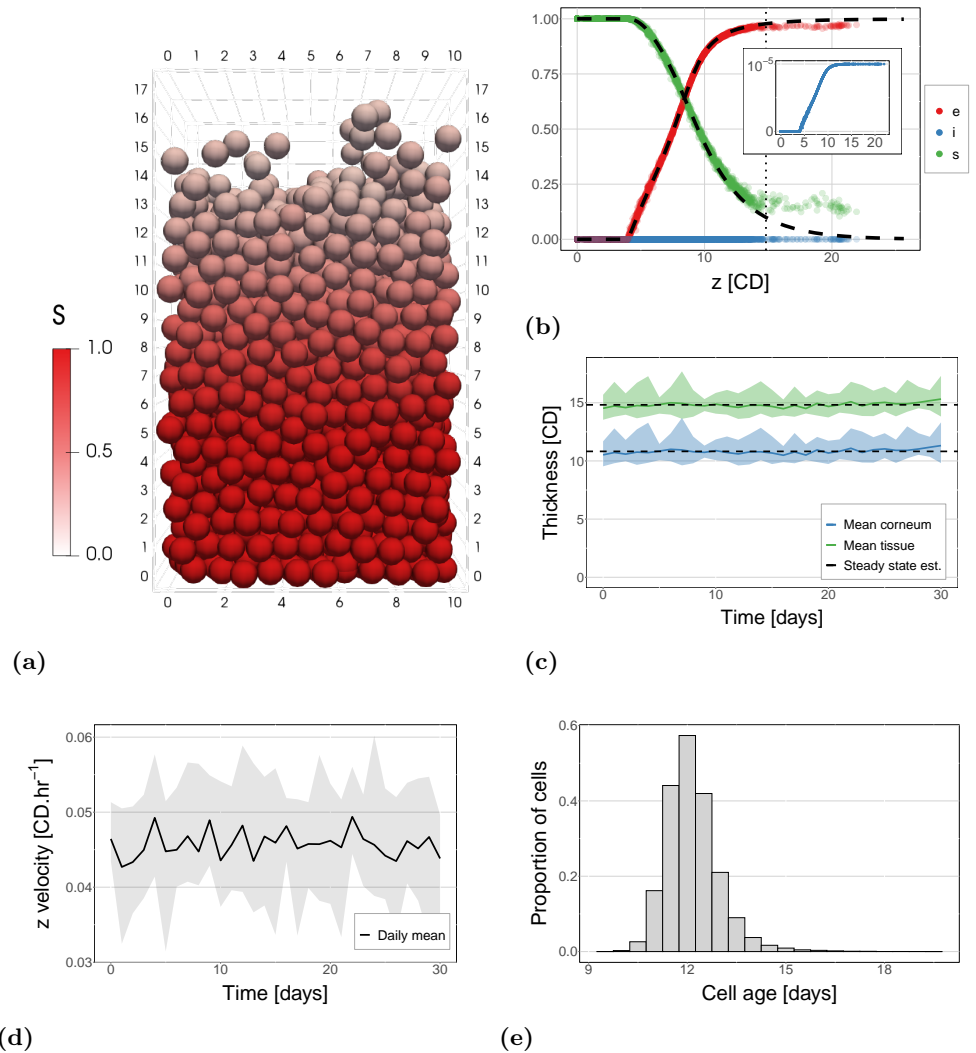 0 1 2 3 4 5 6 7 8 9 10
17 17
16 16
15 15
14 14
13 13
12 12
11 11
10 10
9 9
8 8
7 7
6 6
5 5
4 4
3 3
2 2
1 1
0 0
0 2 4 6 8 10
S
1.0
0.5
0.0
(a)
1.00
0.75
0.50
0.25
0.00
0 10 20
z [CD]
10⁻⁵
0
0 5 10 15 20
e
i
s
(b)
Thickness [CD]
15
10
5
0
0 10 20 30
Time [days]
Mean corneum
Mean tissue
Steady state est.
(c)
z velocity [CD.hr⁻¹]
0.06
0.05
0.04
0.03
0 10 20 30
Time [days]
Daily mean
(d)
Proportion of cells
0.6
0.4
0.2
0.0
9 12 15 18
Cell age [days]
(e)